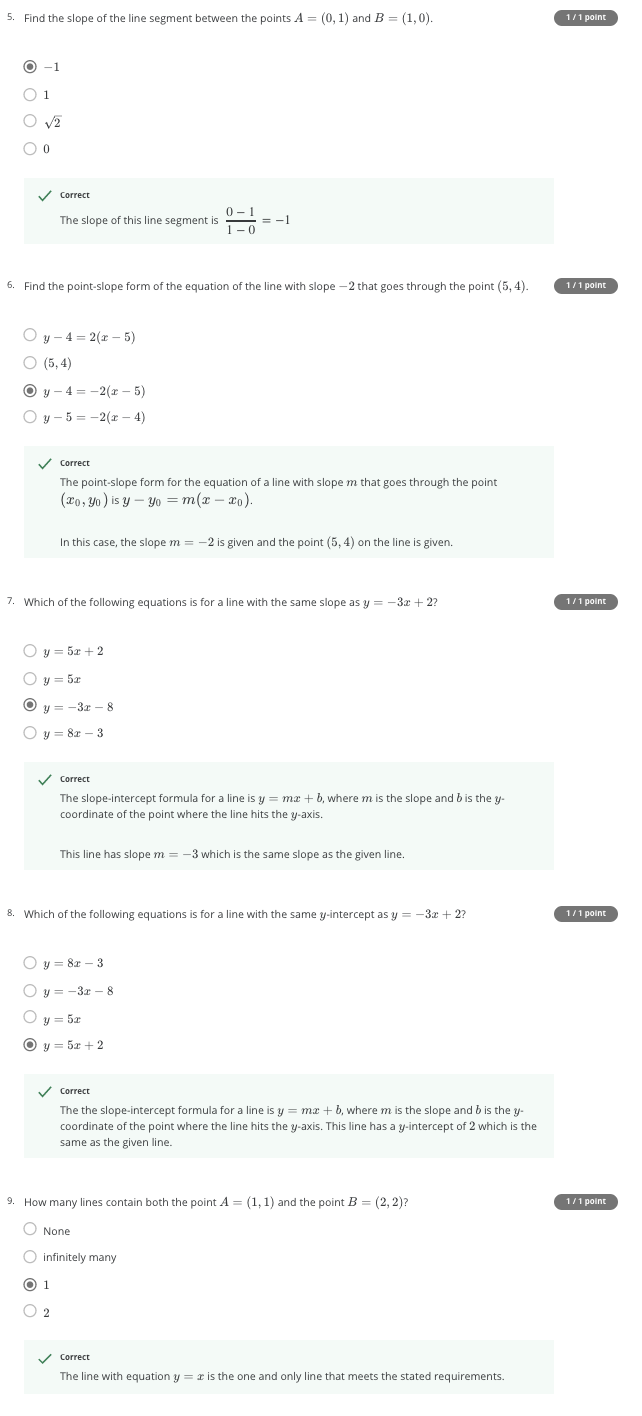 5. Find the slope of the line segment between the points A = (0, 1) and B = (1, 0). 1 / 1 point
−1
1
√2
0
Correct
The slope of this line segment is (0 − 1)/(1 − 0) = −1
6. Find the point-slope form of the equation of the line with slope −2 that goes through the point (5, 4). 1 / 1 point
y − 4 = 2(x − 5)
(5, 4)
y − 4 = −2(x − 5)
y − 5 = −2(x − 4)
Correct
The point-slope form for the equation of a line with slope m that goes through the point
(x₀, y₀) is y − y₀ = m(x − x₀).
In this case, the slope m = −2 is given and the point (5, 4) on the line is given.
7. Which of the following equations is for a line with the same slope as y = −3x + 2? 1 / 1 point
y = 5x + 2
y = 5x
y = −3x − 8
y = 8x − 3
Correct
The slope-intercept formula for a line is y = mx + b, where m is the slope and b is the y-
coordinate of the point where the line hits the y-axis.
This line has slope m = −3 which is the same slope as the given line.
8. Which of the following equations is for a line with the same y-intercept as y = −3x + 2? 1 / 1 point
y = 8x − 3
y = −3x − 8
y = 5x
y = 5x + 2
Correct
The the slope-intercept formula for a line is y = mx + b, where m is the slope and b is the y-
coordinate of the point where the line hits the y-axis. This line has a y-intercept of 2 which is the
same as the given line.
9. How many lines contain both the point A = (1, 1) and the point B = (2, 2)? 1 / 1 point
None
infinitely many
1
2
Correct
The line with equation y = x is the one and only line that meets the stated requirements.